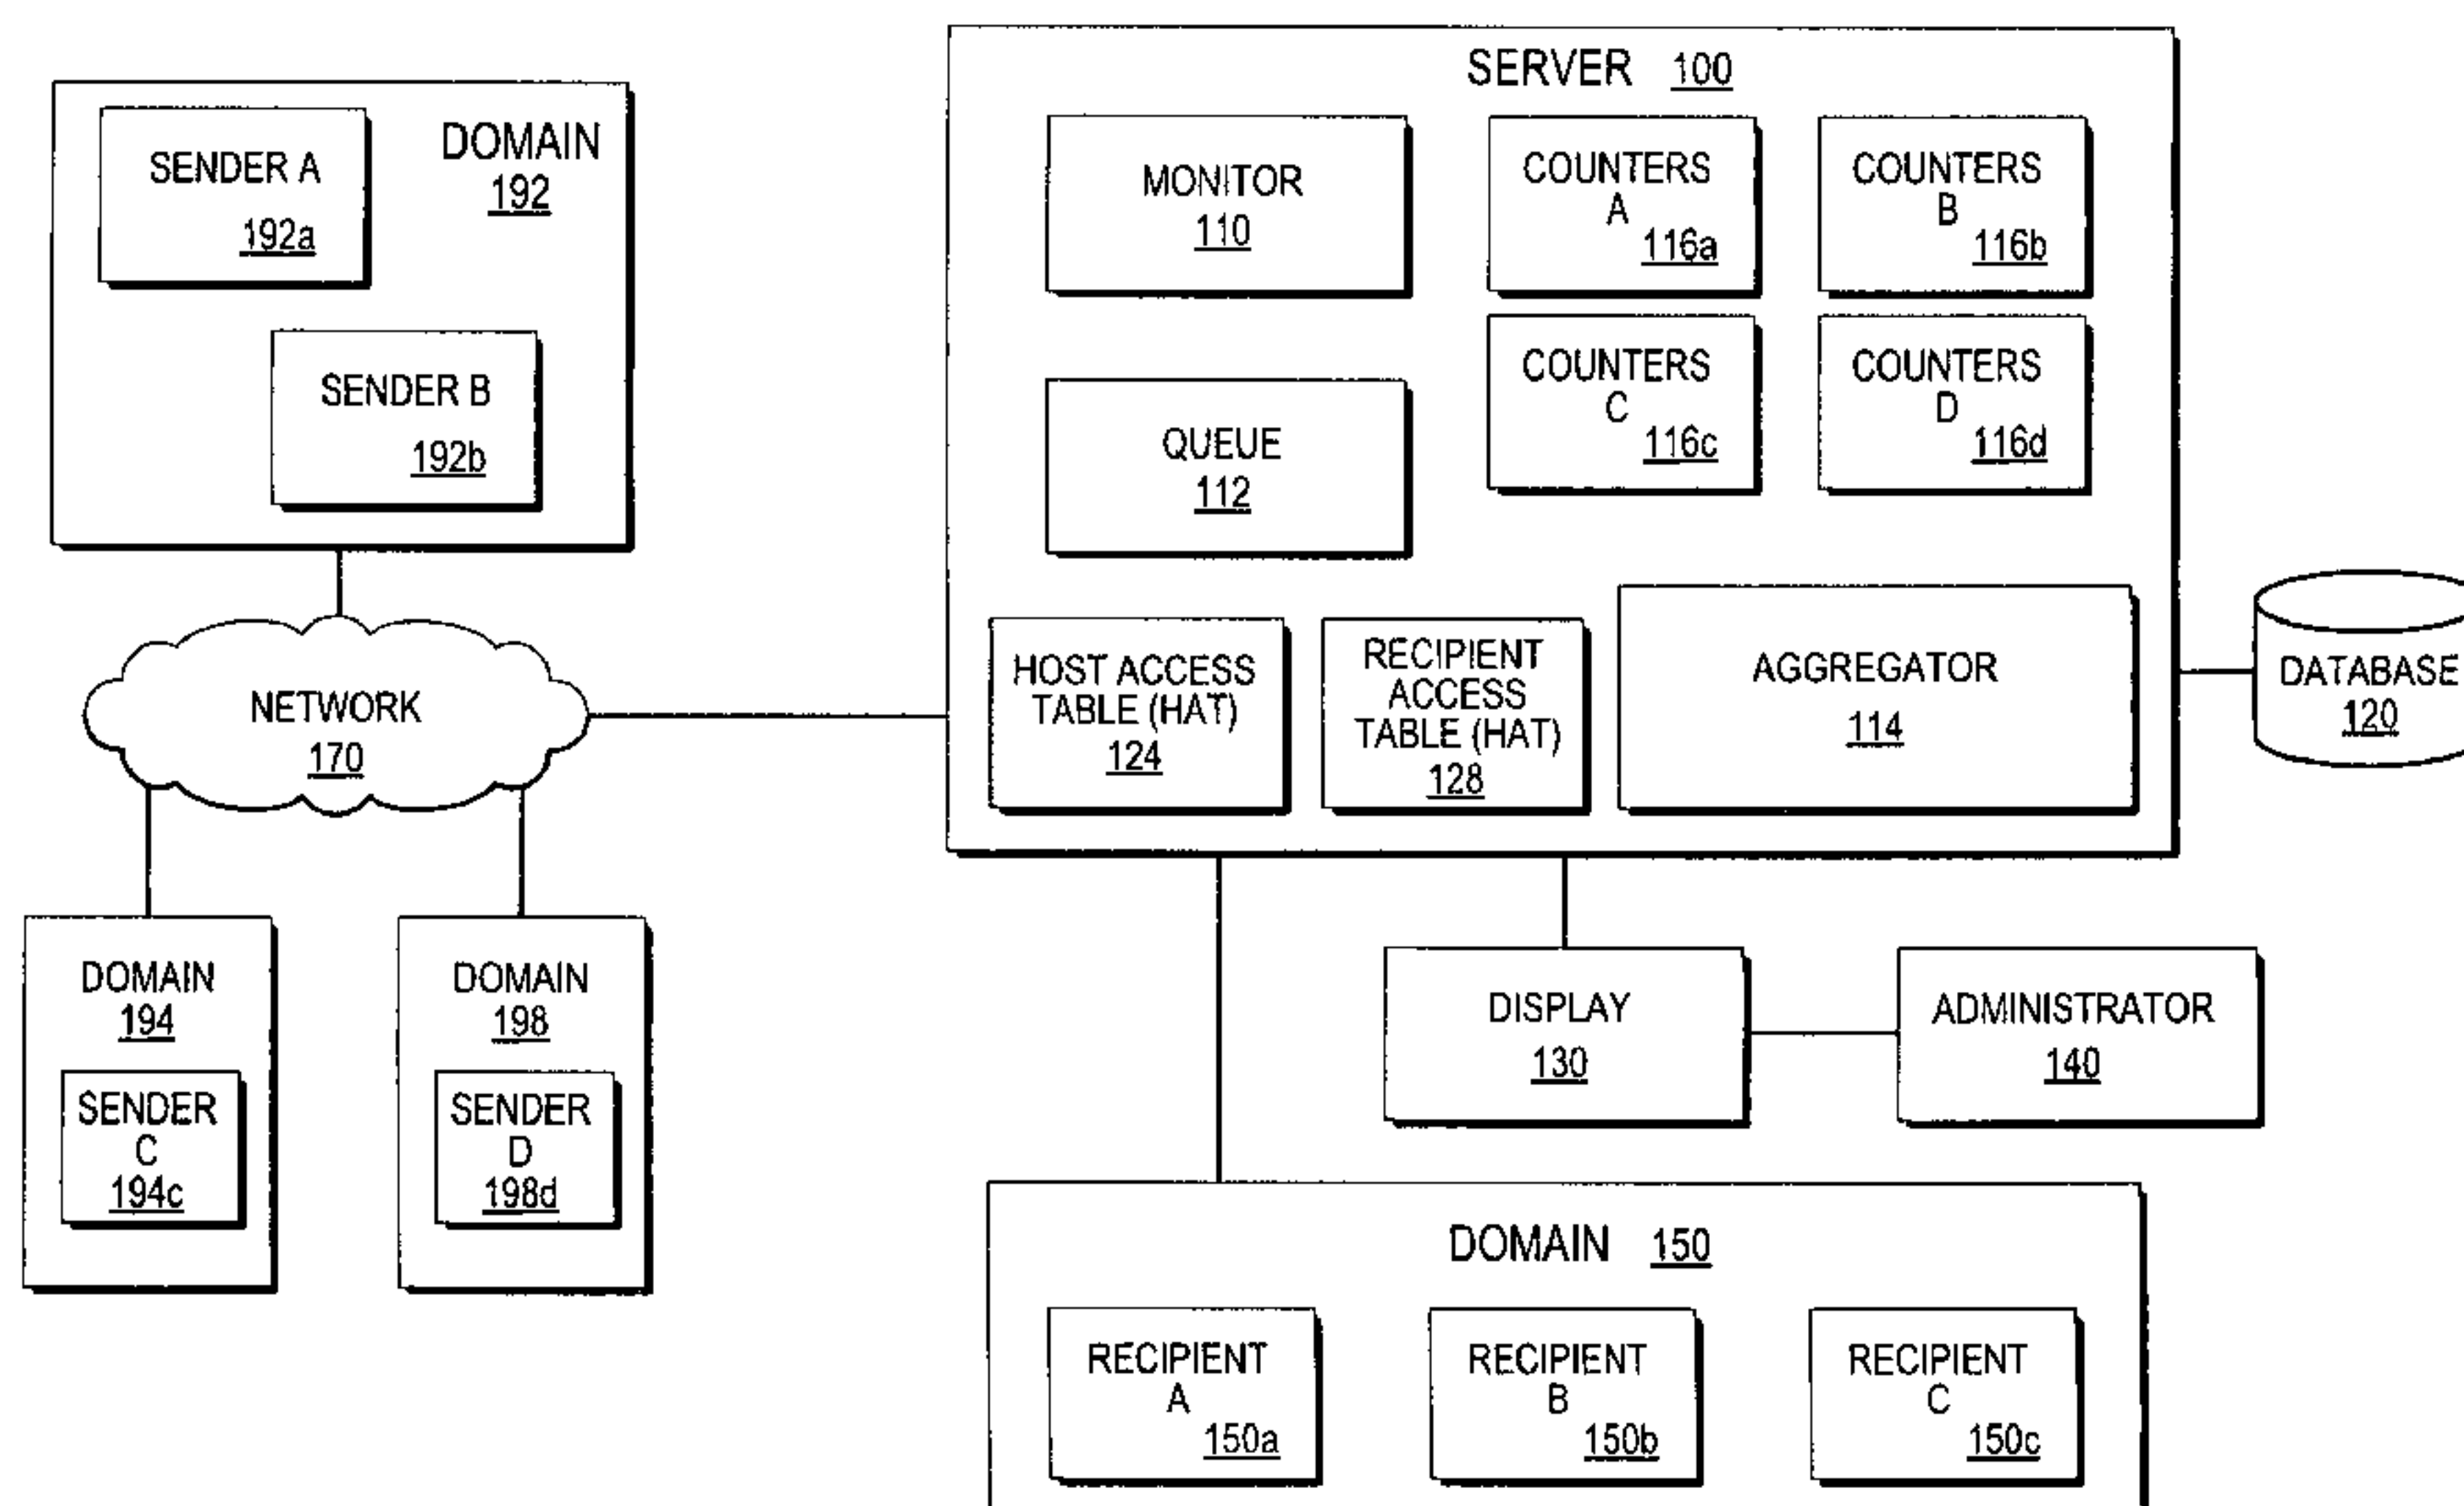 SERVER 100
DOMAIN
192
SENDER A
192a
SENDER B
192b
MONITOR
110
COUNTERS
A
116a
COUNTERS
B
116b
QUEUE
112
COUNTERS
C
116c
COUNTERS
D
116d
NETWORK
170
HOST ACCESS
TABLE (HAT)
124
RECIPIENT
ACCESS
TABLE (HAT)
128
AGGREGATOR
114
DATABASE
120
DOMAIN
194
SENDER
C
194c
DOMAIN
198
SENDER
D
198d
DISPLAY
130
ADMINISTRATOR
140
DOMAIN 150
RECIPIENT
A
150a
RECIPIENT
B
150b
RECIPIENT
C
150c